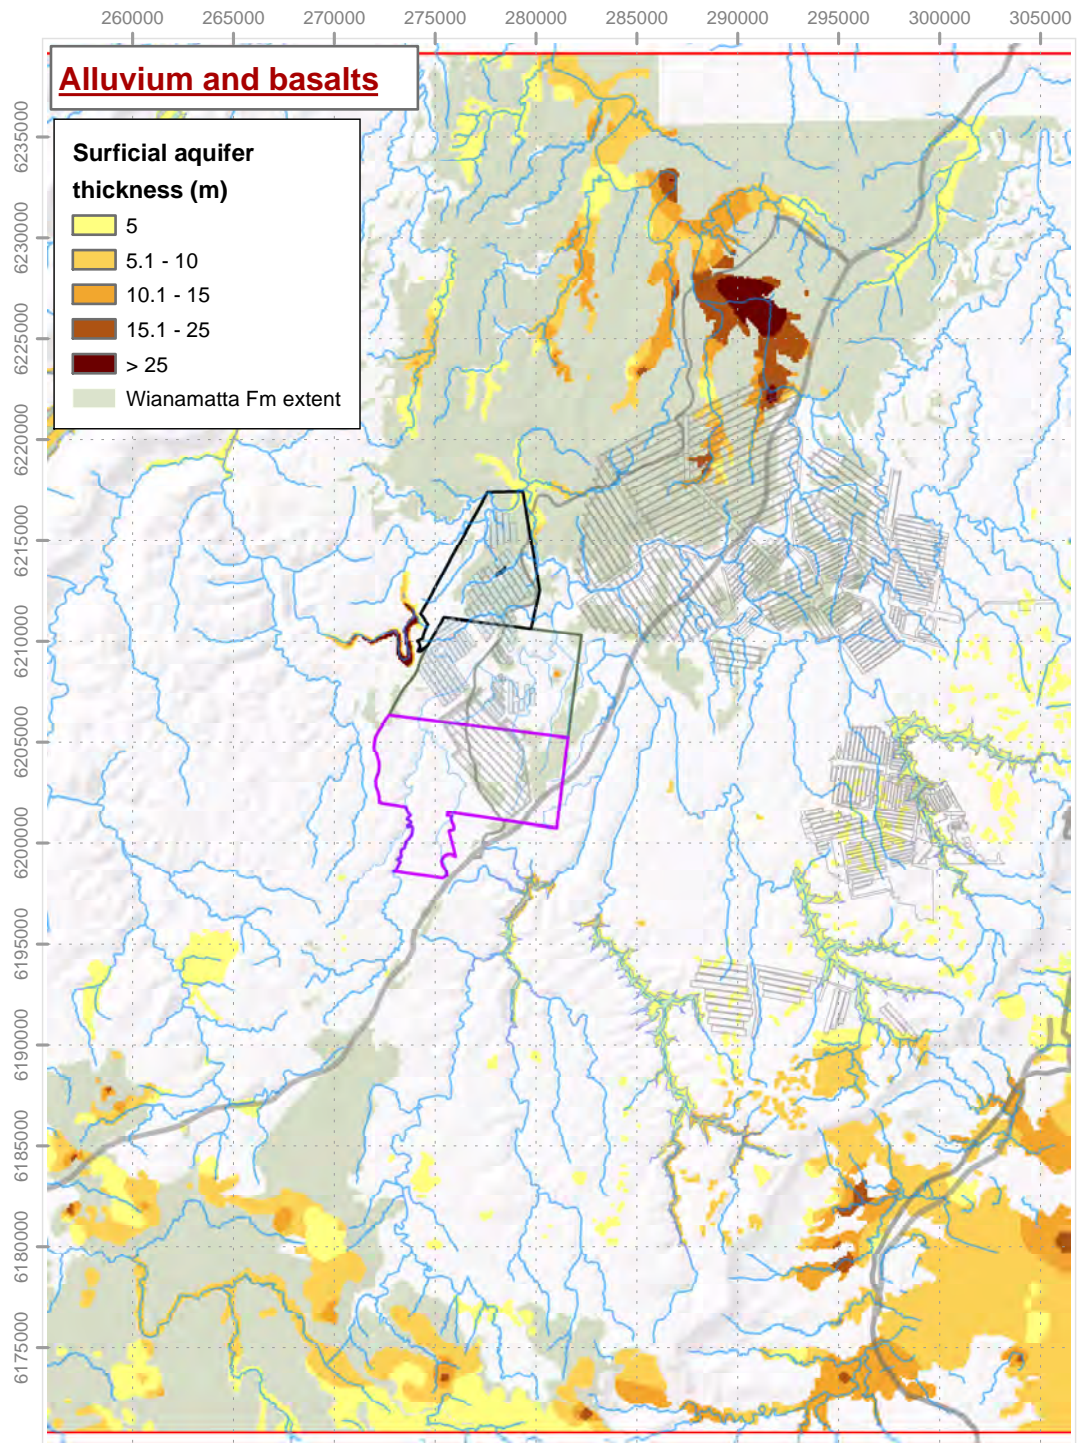 260000 265000 270000 275000 280000 285000 290000 295000 300000 305000
Alluvium and basalts
Surficial aquifer
thickness (m)
5
5.1 - 10
10.1 - 15
15.1 - 25
> 25
Wianamatta Fm extent
6235000
6230000
6225000
6220000
6215000
6210000
6205000
6200000
6195000
6190000
6185000
6180000
6175000